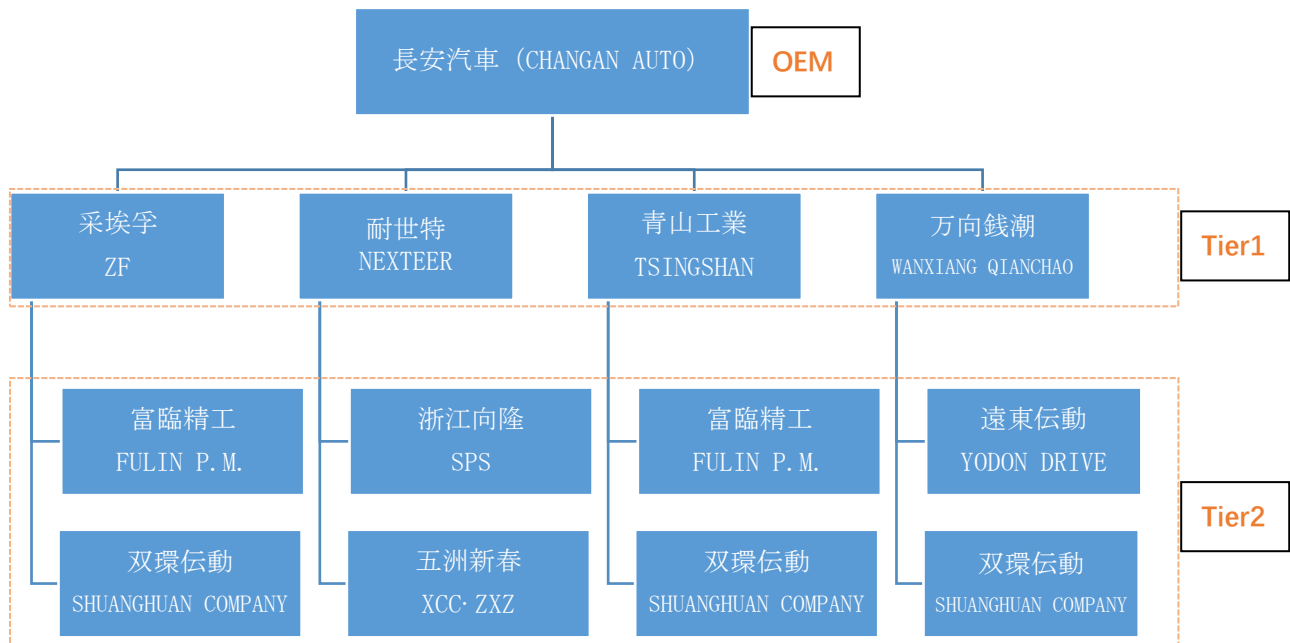 長安汽車 (CHANGAN AUTO)
OEM
采埃孚
ZF
耐世特
NEXTEER
青山工業
TSINGSHAN
万向銭潮
WANXIANG QIANCHAO
Tier1
富臨精工
FULIN P.M.
浙江向隆
SPS
富臨精工
FULIN P.M.
遠東伝動
YODON DRIVE
Tier2
双環伝動
SHUANGHUAN COMPANY
五洲新春
XCC·ZXZ
双環伝動
SHUANGHUAN COMPANY
双環伝動
SHUANGHUAN COMPANY